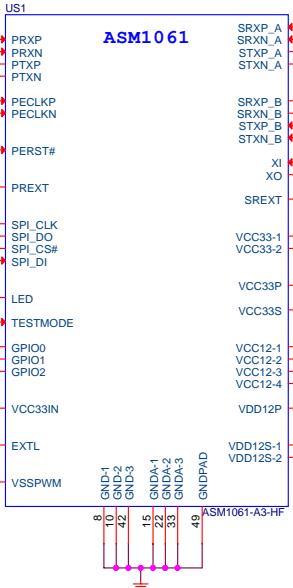 US1
ASM1061
PRXP
PRXN
PTXP
PTXN
PECLKP
PECLKN
PERST#
PREXT
SPI_CLK
SPI_DO
SPI_CS#
SPI_DI
LED
TESTMODE
GPIO0
GPIO1
GPIO2
VCC33IN
EXTL
VSSPWM
SRXP_A
SRXN_A
STXP_A
STXN_A
SRXP_B
SRXN_B
STXP_B
STXN_B
XI
XO
SREXT
VCC33-1
VCC33-2
VCC33P
VCC33S
VCC12-1
VCC12-2
VCC12-3
VCC12-4
VDD12P
VDD12S-1
VDD12S-2
GND-1
GND-2
GND-3
GNDA-1
GNDA-2
GNDA-3
GNDPAD
ASM1061-A3-HF
8
10
42
15
22
33
49